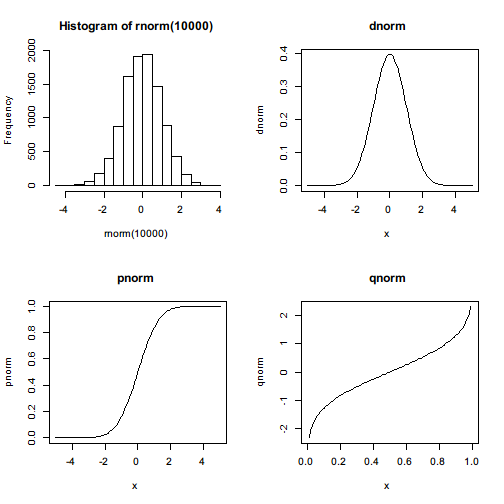 Histogram of rnorm(10000)
Frequency
0 500 1000 1500 2000
-4 -2 0 2 4
rnorm(10000)
dnorm
dnorm
0.0 0.1 0.2 0.3 0.4
-4 -2 0 2 4
x
pnorm
pnorm
0.0 0.2 0.4 0.6 0.8 1.0
-4 -2 0 2 4
x
qnorm
qnorm
-2 -1 0 1 2
0.0 0.2 0.4 0.6 0.8 1.0
x